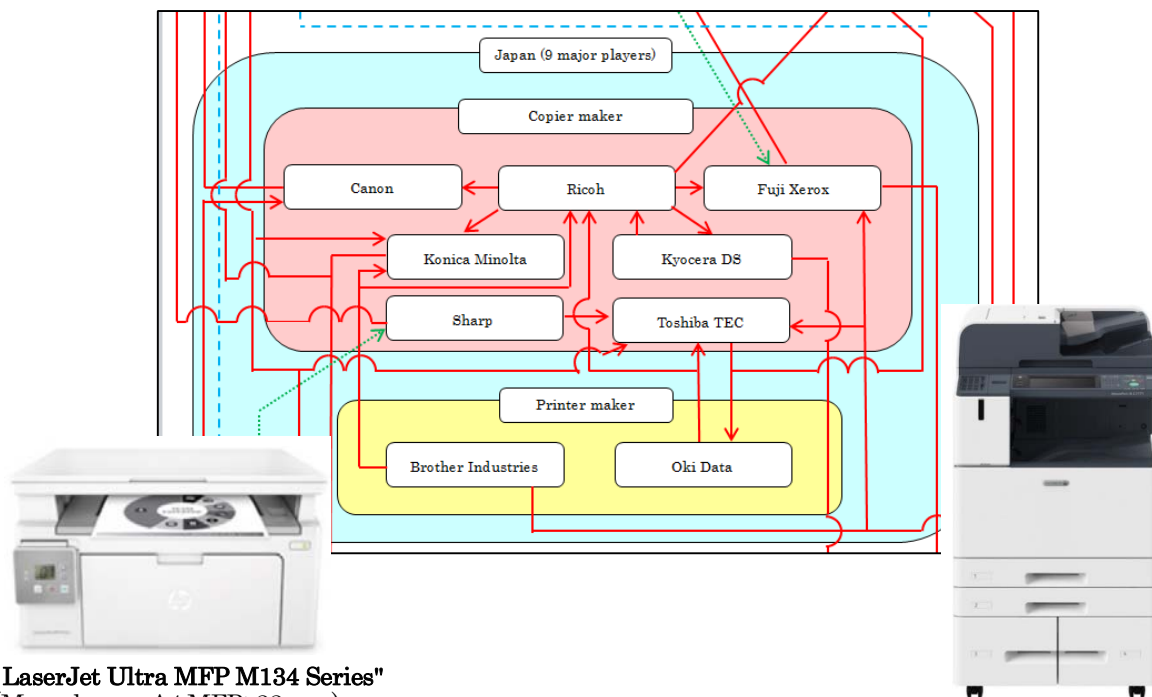 Japan (9 major players)
Copier maker
Canon
Ricoh
Fuji Xerox
Konica Minolta
Kyocera DS
Sharp
Toshiba TEC
Printer maker
Brother Industries
Oki Data
hp
LaserJet Ultra MFP M134 Series"